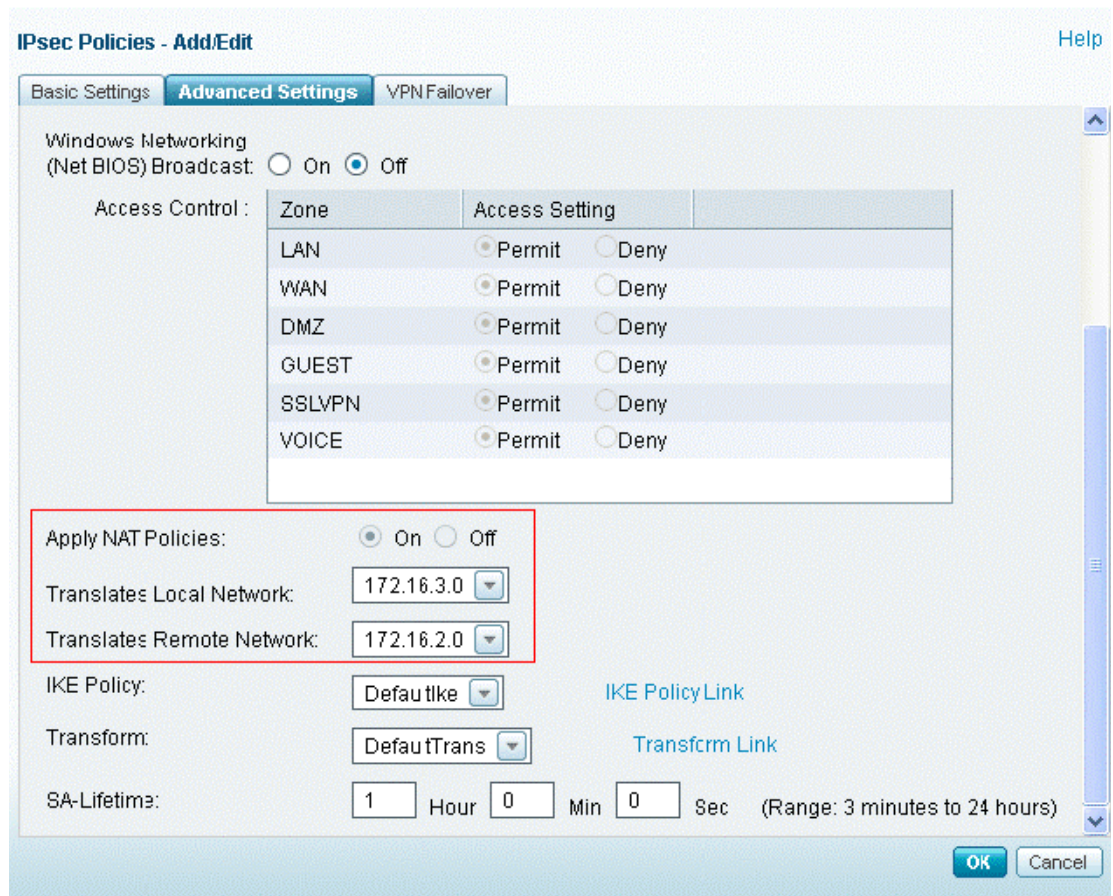 IPsec Policies - Add/Edit
Help
Basic Settings
Advanced Settings
VPN Failover
Windows Networking
(Net BIOS) Broadcast: On Off
Access Control :
Zone Access Setting
LAN Permit Deny
WAN Permit Deny
DMZ Permit Deny
GUEST Permit Deny
SSLVPN Permit Deny
VOICE Permit Deny
Apply NAT Policies: On Off
Translates Local Network: 172.16.3.0
Translates Remote Network: 172.16.2.0
IKE Policy: DefautIke IKE Policy Link
Transform: DefautTrans Transform Link
SA-Lifetime: 1 Hour 0 Min 0 Sec (Range: 3 minutes to 24 hours)
OK Cancel